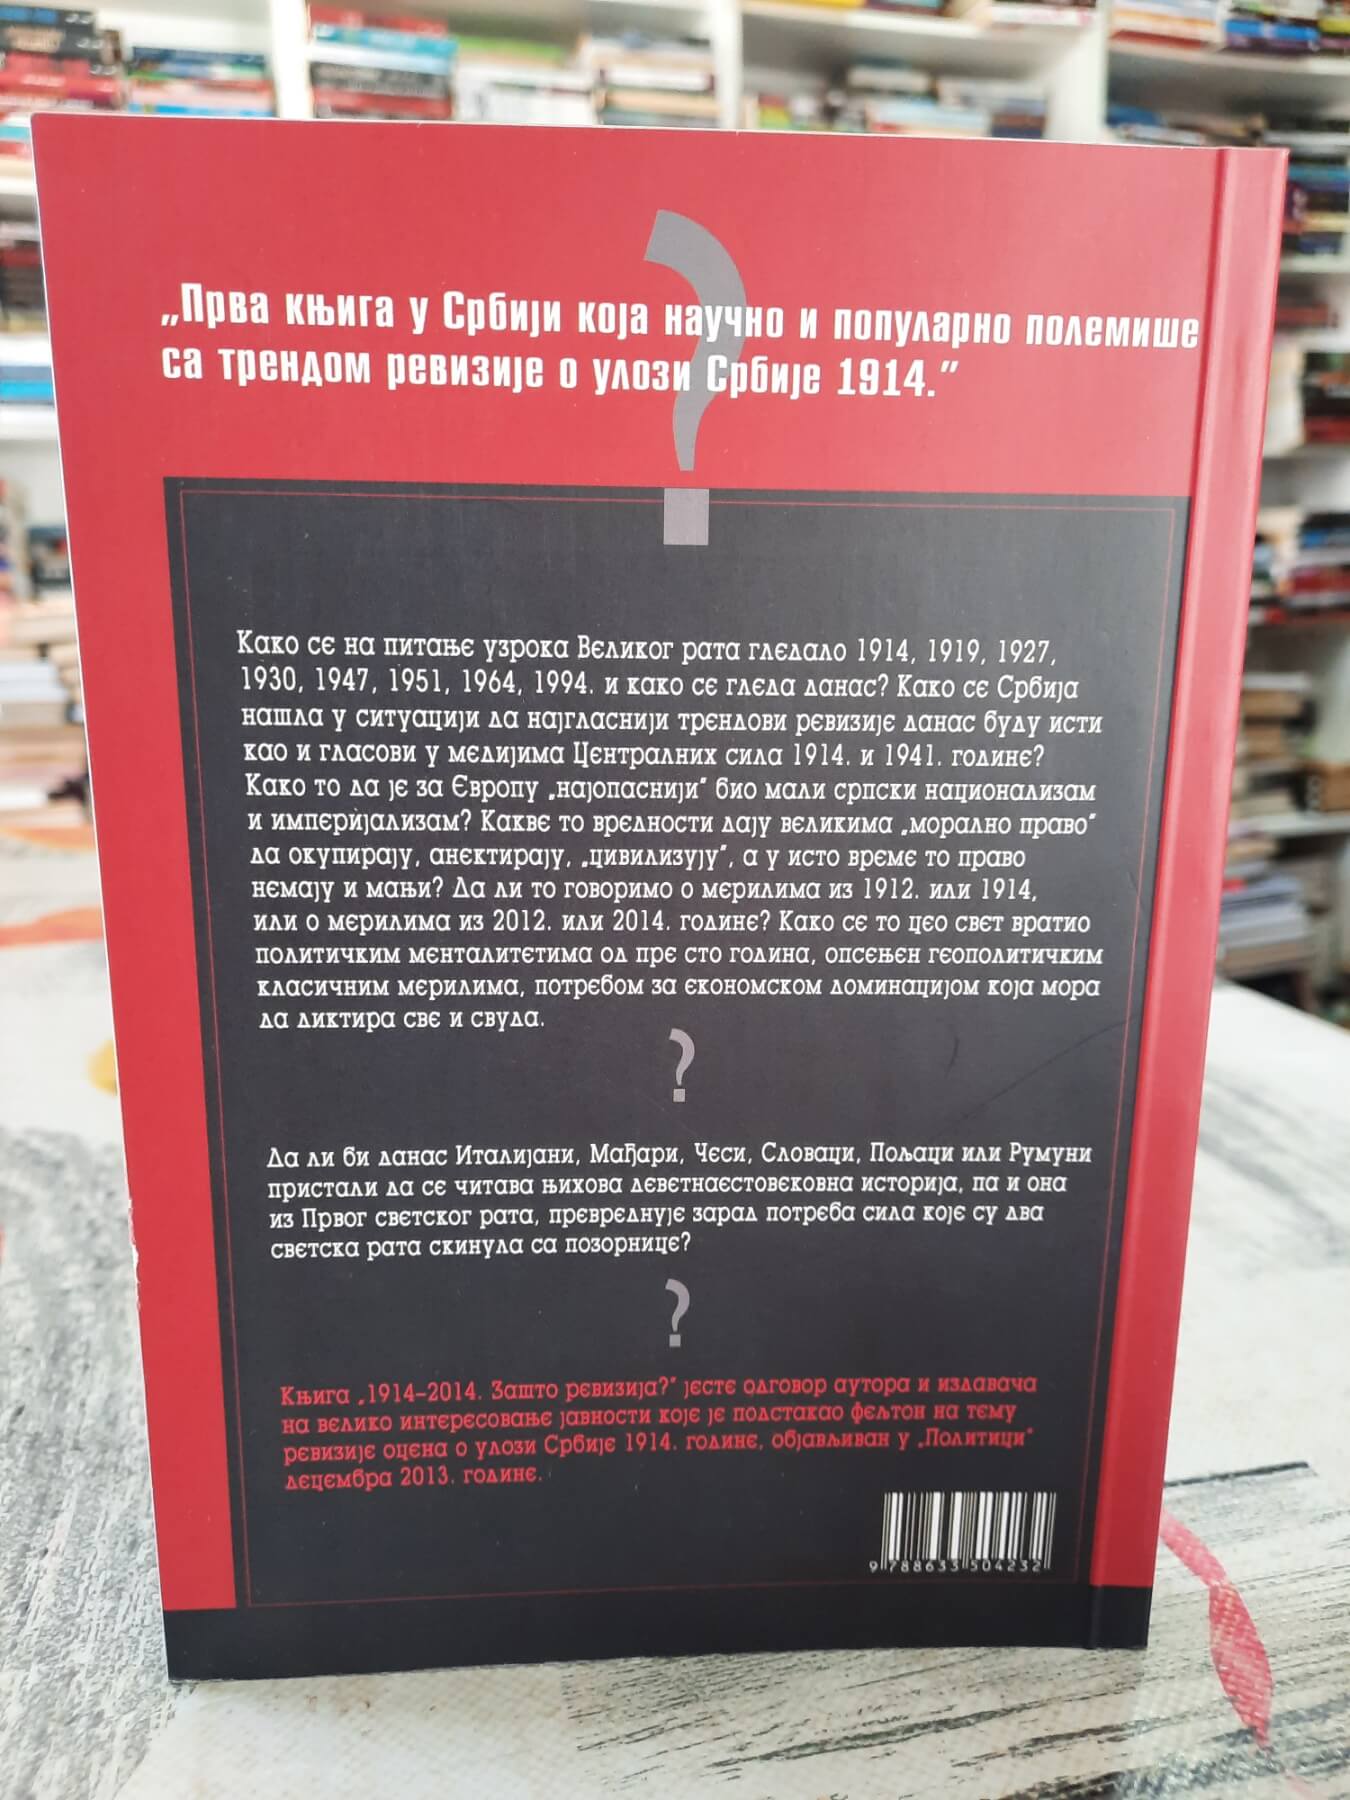 „Прва књига у Србији која научно и популарно полемише
са трендом ревизије о улози Србије 1914.”
?
Како се на питање узрока Великог рата гледало 1914, 1919, 1927,
1930, 1947, 1951, 1964, 1994. и како се гледа данас? Како се Србија
нашла у ситуацији да најгласнији трендови ревизије данас буду исти
као и гласови у медијима Централних сила 1914. и 1941. године?
Како то да је за Европу „најопаснији“ био мали српски национализам
и империјализам? Какве то вредности дају великима „морално право“
да окупирају, анектирају, „цивилизују“, а у исто време то право
немају и мањи? Да ли то говоримо о мерилима из 1912. или 1914,
или о мерилима из 2012. или 2014. године? Како се то цео свет вратио
политичким менталитетима од пре сто година, опсењен геополитичким
класичним мерилима, потребом за економском доминацијом која мора
да диктира све и свуда.
?
Да ли би данас Италијани, Мађари, Чеси, Словаци, Пољаци или Румуни
пристали да се читава њихова деветнаестовековна историја, па и она
из Првог светског рата, превреднује зарад потреба сила које су два
светска рата скинула са позорнице?
?
Књига „1914–2014. Зашто ревизија?“ јесте одговор аутора и издавача
на велико интересовање јавности које је подстакао фељтон на тему
ревизије оцена о улози Србије 1914. године, објављиван у „Политици“
децембра 2013. године.
9 788633 504232